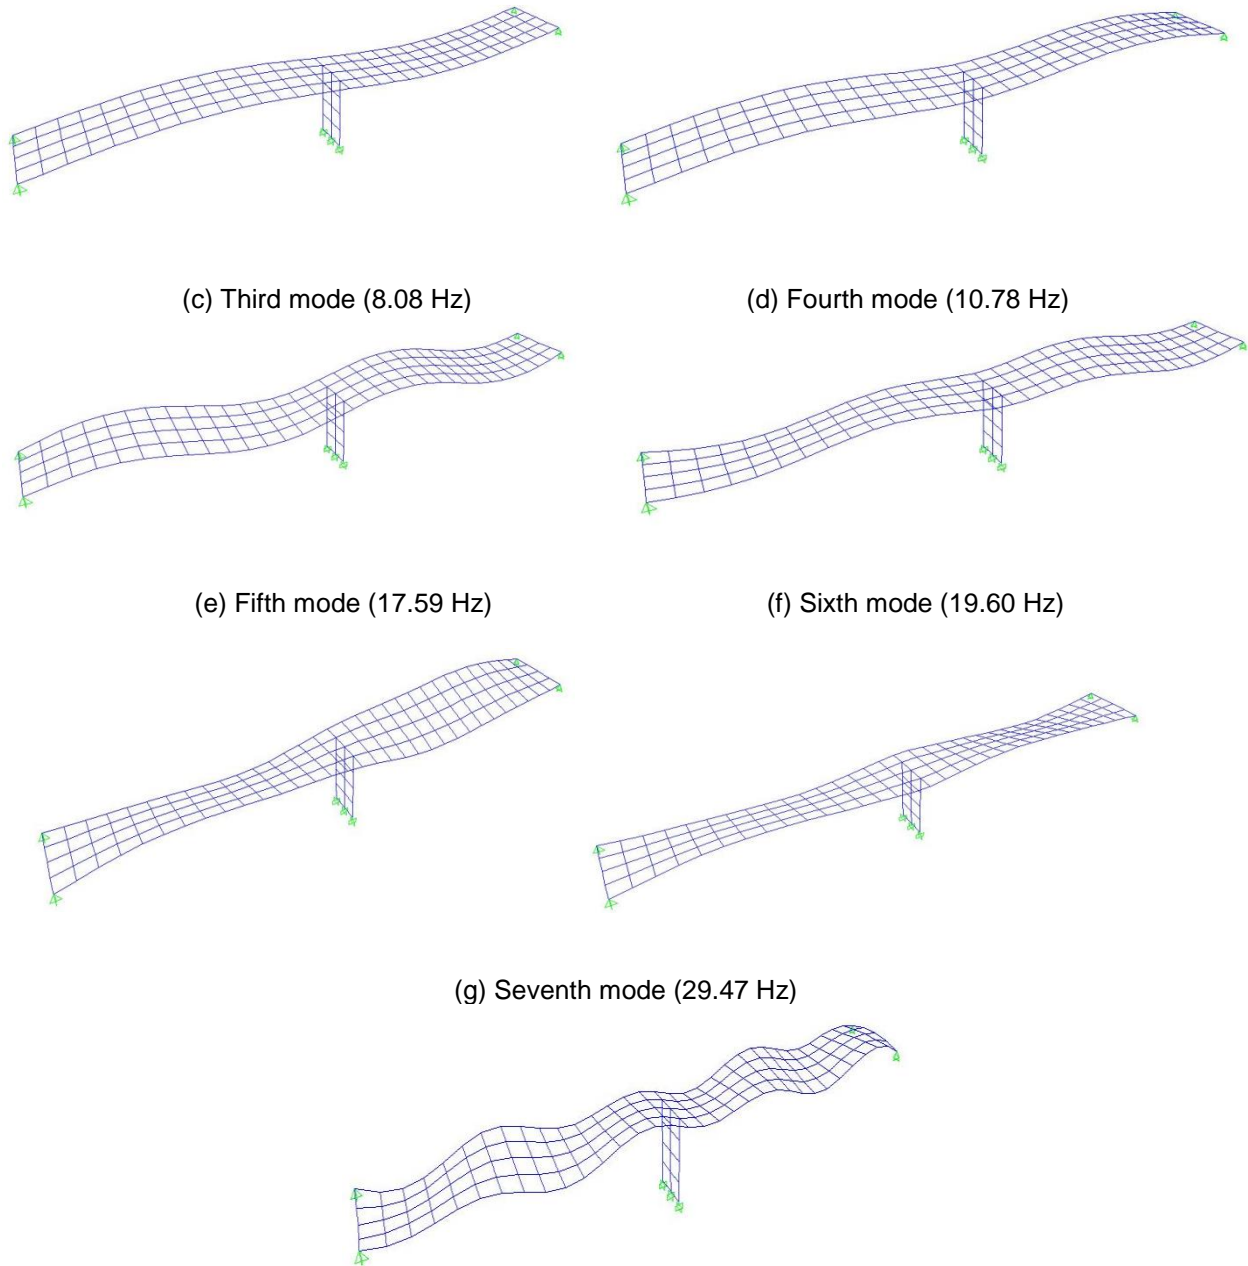 (c) Third mode (8.08 Hz)
(d) Fourth mode (10.78 Hz)
(e) Fifth mode (17.59 Hz)
(f) Sixth mode (19.60 Hz)
(g) Seventh mode (29.47 Hz)